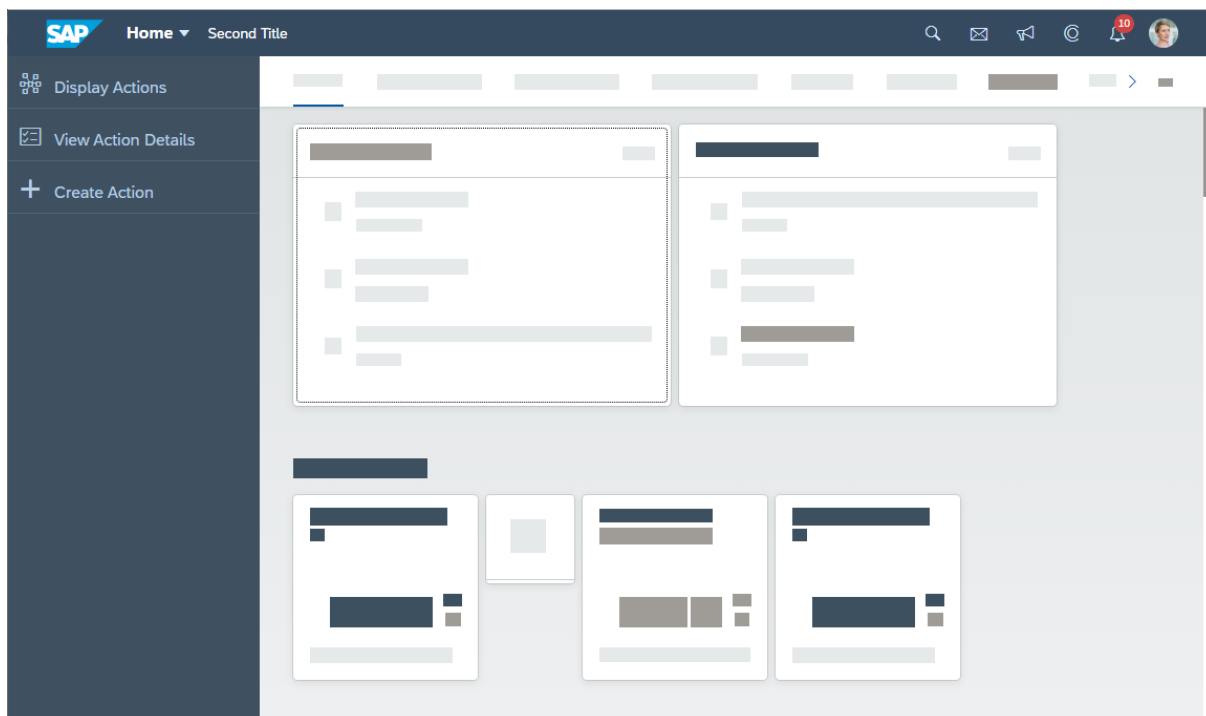 SAP Home Second Title
10
Display Actions
View Action Details
Create Action